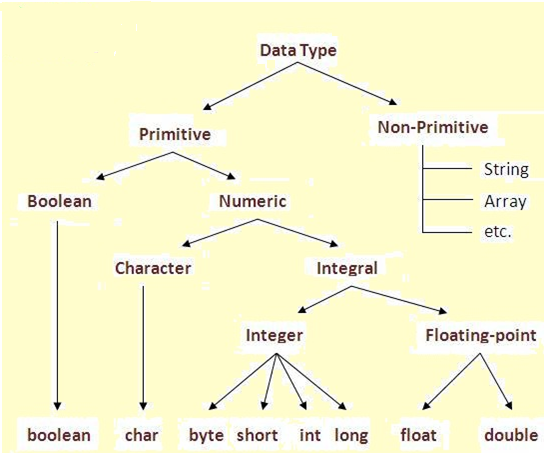 Data Type
Primitive
Non-Primitive
String
Array
etc.
Boolean
Numeric
Character
Integral
Integer
Floating-point
boolean char byte short int long float double